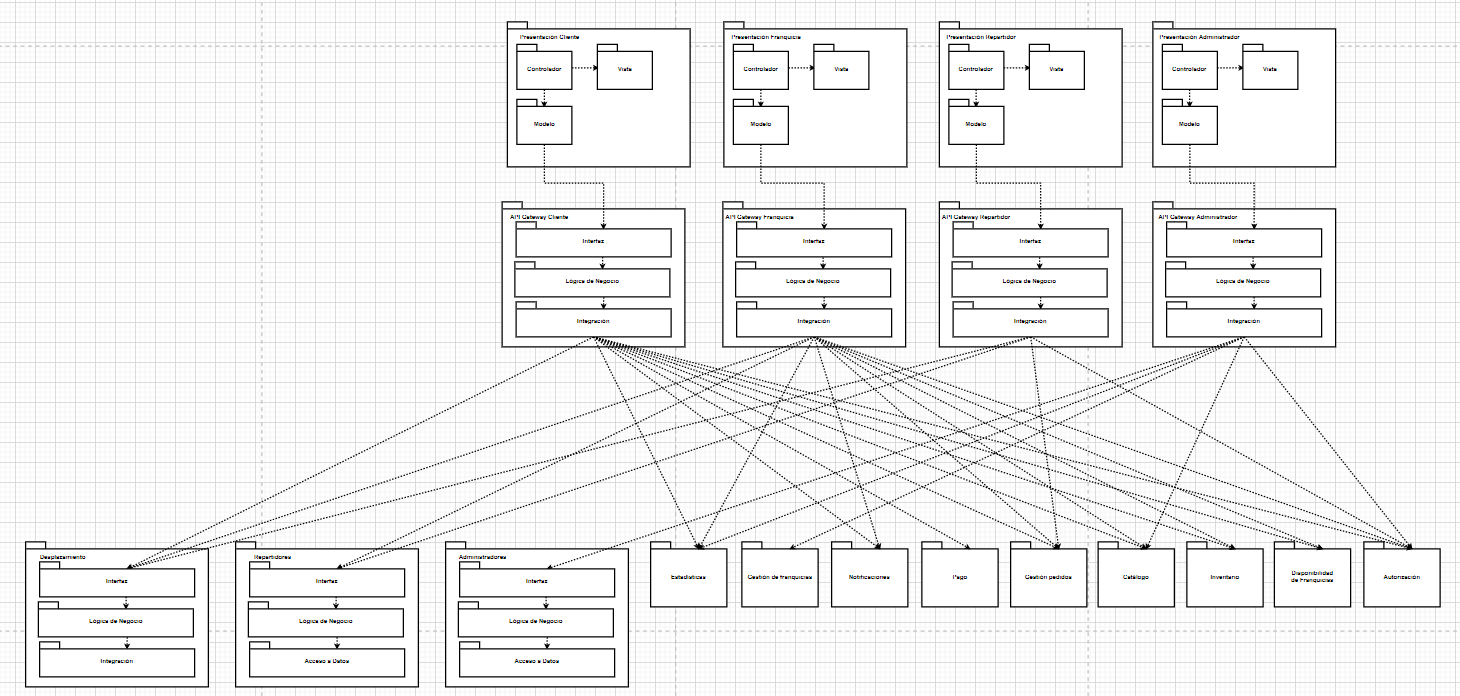 Presentación Cliente
Controlador
Vista
Modelo
Presentación Franquicia
Controlador
Vista
Modelo
Presentación Repartidor
Controlador
Vista
Modelo
Presentación Administrador
Controlador
Vista
Modelo
API Gateway Cliente
Interfaz
Lógica de Negocio
Integración
API Gateway Franquicia
Interfaz
Lógica de Negocio
Integración
API Gateway Repartidor
Interfaz
Lógica de Negocio
Integración
API Gateway Administrador
Interfaz
Lógica de Negocio
Integración
Desplazamiento
Interfaz
Lógica de Negocio
Integración
Repartidores
Interfaz
Lógica de Negocio
Acceso a Datos
Administradores
Interfaz
Lógica de Negocio
Acceso a Datos
Estadísticas
Gestión de franquicias
Notificaciones
Pago
Gestión pedidos
Catálogo
Inventario
Disponibilidad
de Franquicias
Autorización